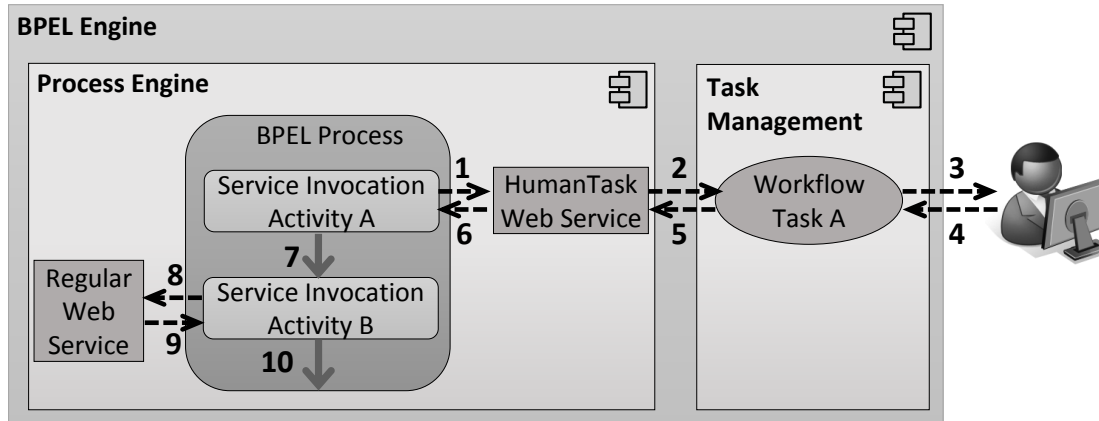 BPEL Engine
Process Engine
Task
Management
BPEL Process
Service Invocation
Activity A
1
6
HumanTask
Web Service
2
5
Workflow
Task A
3
4
7
Regular
Web
Service
8
9
Service Invocation
Activity B
10